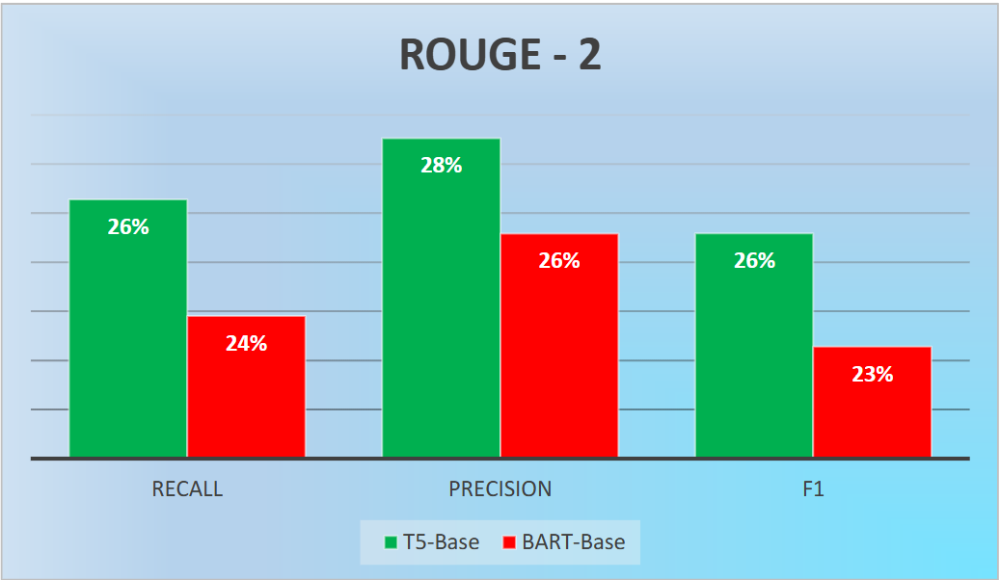 ROUGE - 2
26%
24%
28%
26%
26%
23%
RECALL
PRECISION
F1
T5-Base
BART-Base